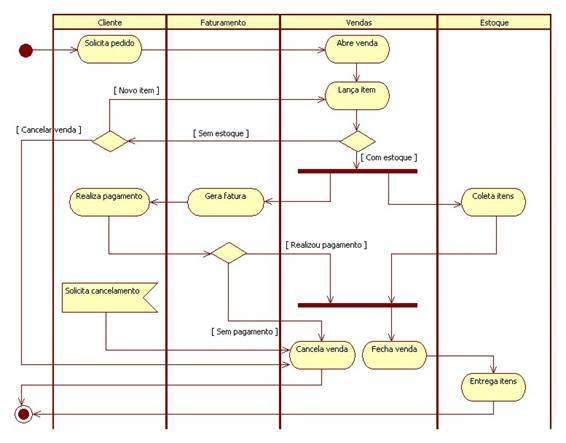 Cliente
Faturamento
Vendas
Estoque
Solicita pedido
Abre venda
[ Novo item ]
Lança item
[ Cancelar venda ]
[ Sem estoque ]
[ Com estoque ]
Realiza pagamento
Gera fatura
Coleta itens
[ Realizou pagamento ]
Solicita cancelamento
[ Sem pagamento ]
Cancela venda
Fecha venda
Entrega itens